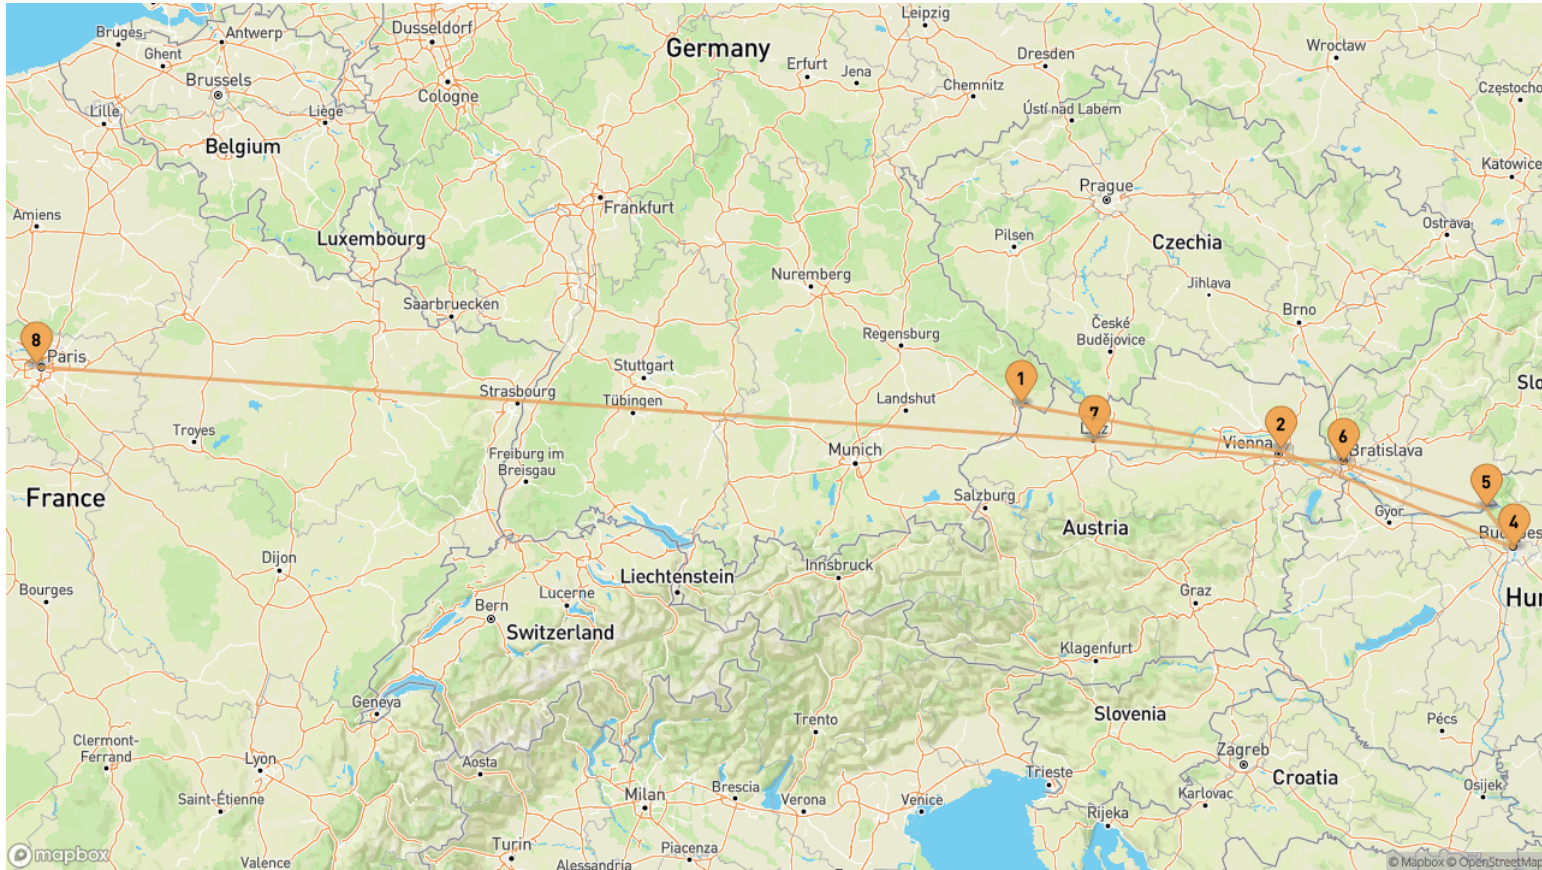 Leipzig
Bruges
Antwerp
Dusseldorf
Germany
Wrocław
Ghent
Dresden
Erfurt
Jena
Brussels
Chemnitz
Cologne
Lille
Liège
Ústí nad Labem
Belgium
Katowice
Prague
Amiens
Frankfurt
Luxembourg
Pilsen
Czechia
Ostrava
Nuremberg
Jihlava
Saarbruecken
Brno
8
Paris
Regensburg
České
Budějovice
Stuttgart
1
Strasbourg
Tübingen
Landshut
7
Troyes
2
6
Vienna
Munich
Bratislava
Freiburg im
Breisgau
5
France
Salzburg
Gyor
4
Austria
Dijon
Innsbruck
Liechtenstein
Bourges
Lucerne
Graz
Bern
Switzerland
Klagenfurt
Geneva
Slovenia
Trento
Pécs
Clermont-
Ferrand
Lyon
Aosta
Zagreb
Trieste
Croatia
Saint-Étienne
Milan
Brescia
Verona
Venice
Karlovac
Osijek
Rijeka
Turin
Piacenza
Valence
Alessandria
mapbox
© Mapbox © OpenStreetMap